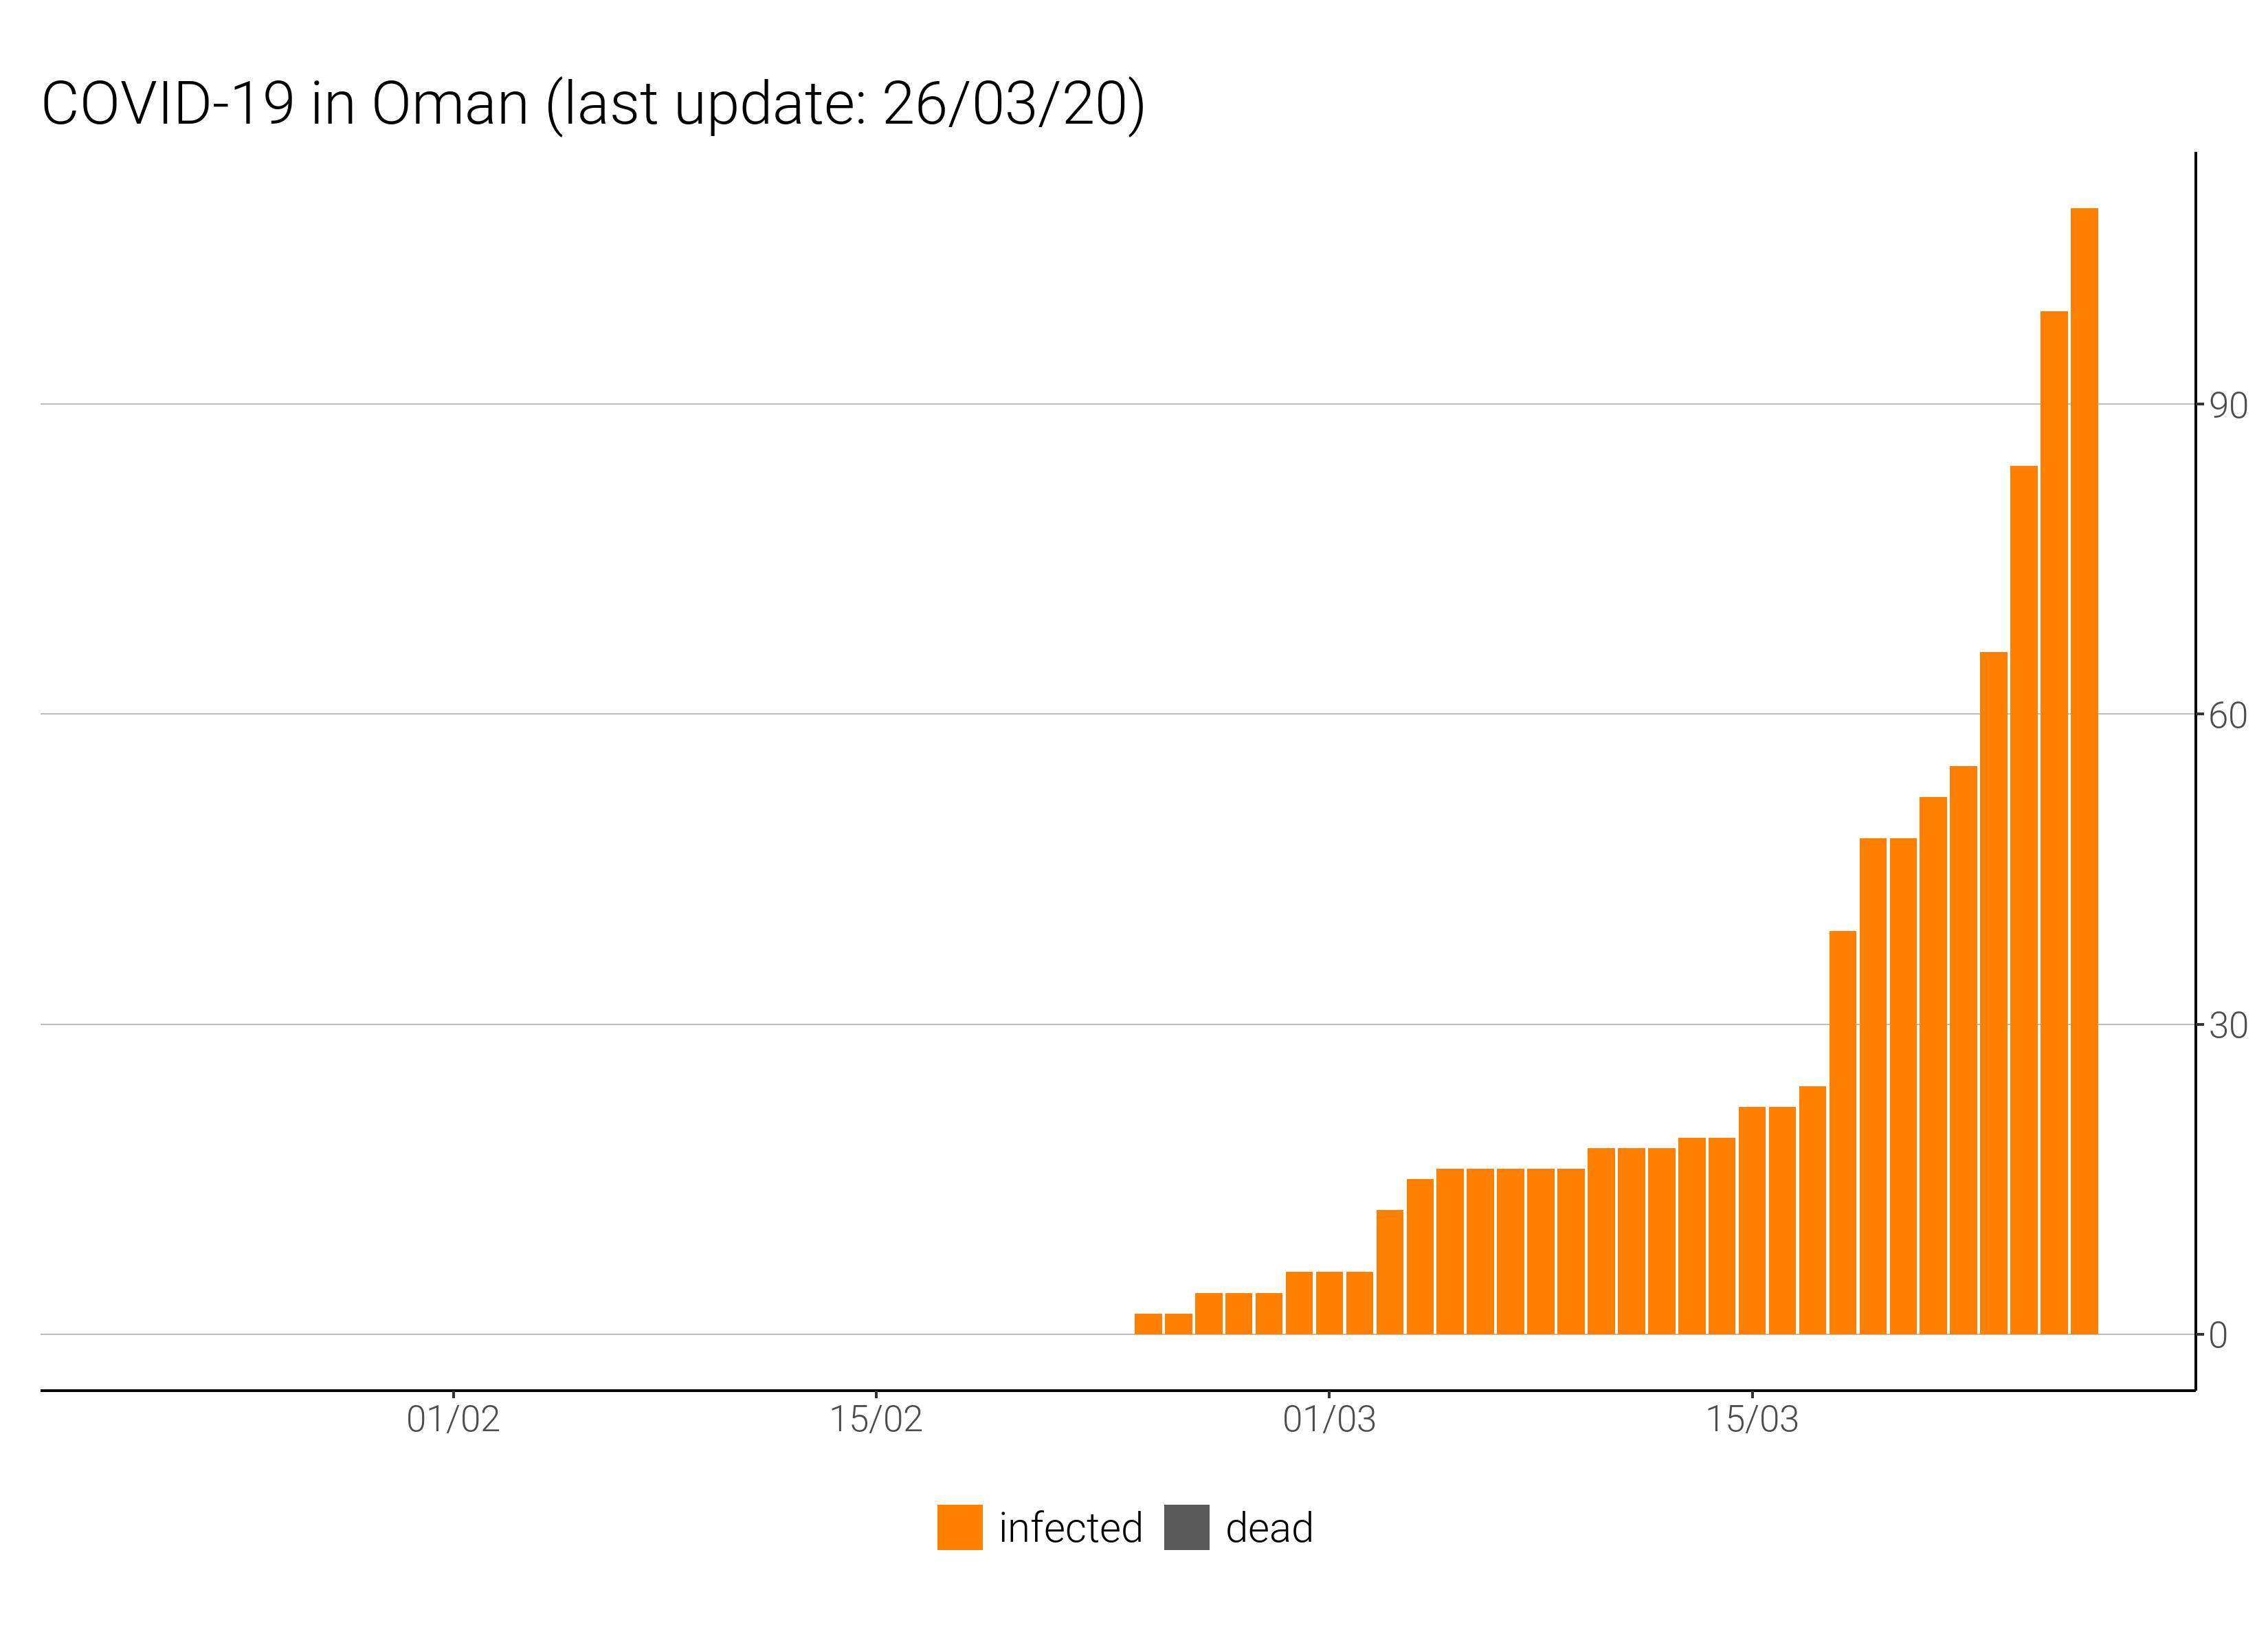 COVID-19 in Oman (last update: 26/03/20)
90
60
30
0
01/02 15/02 01/03 15/03
infected dead